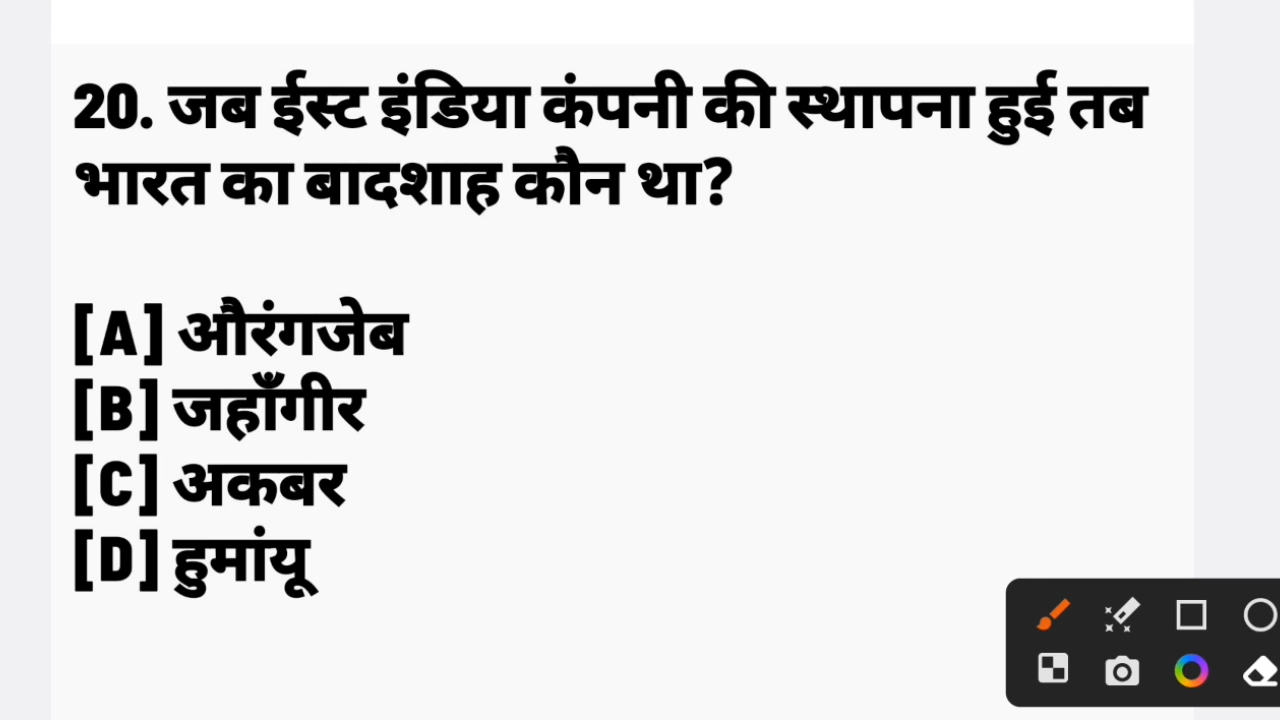 20. जब ईस्ट इंडिया कंपनी की स्थापना हुई तब
भारत का बादशाह कौन था?
[A] औरंगजेब
[B] जहाँगीर
[C] अकबर
[D] हुमांयू